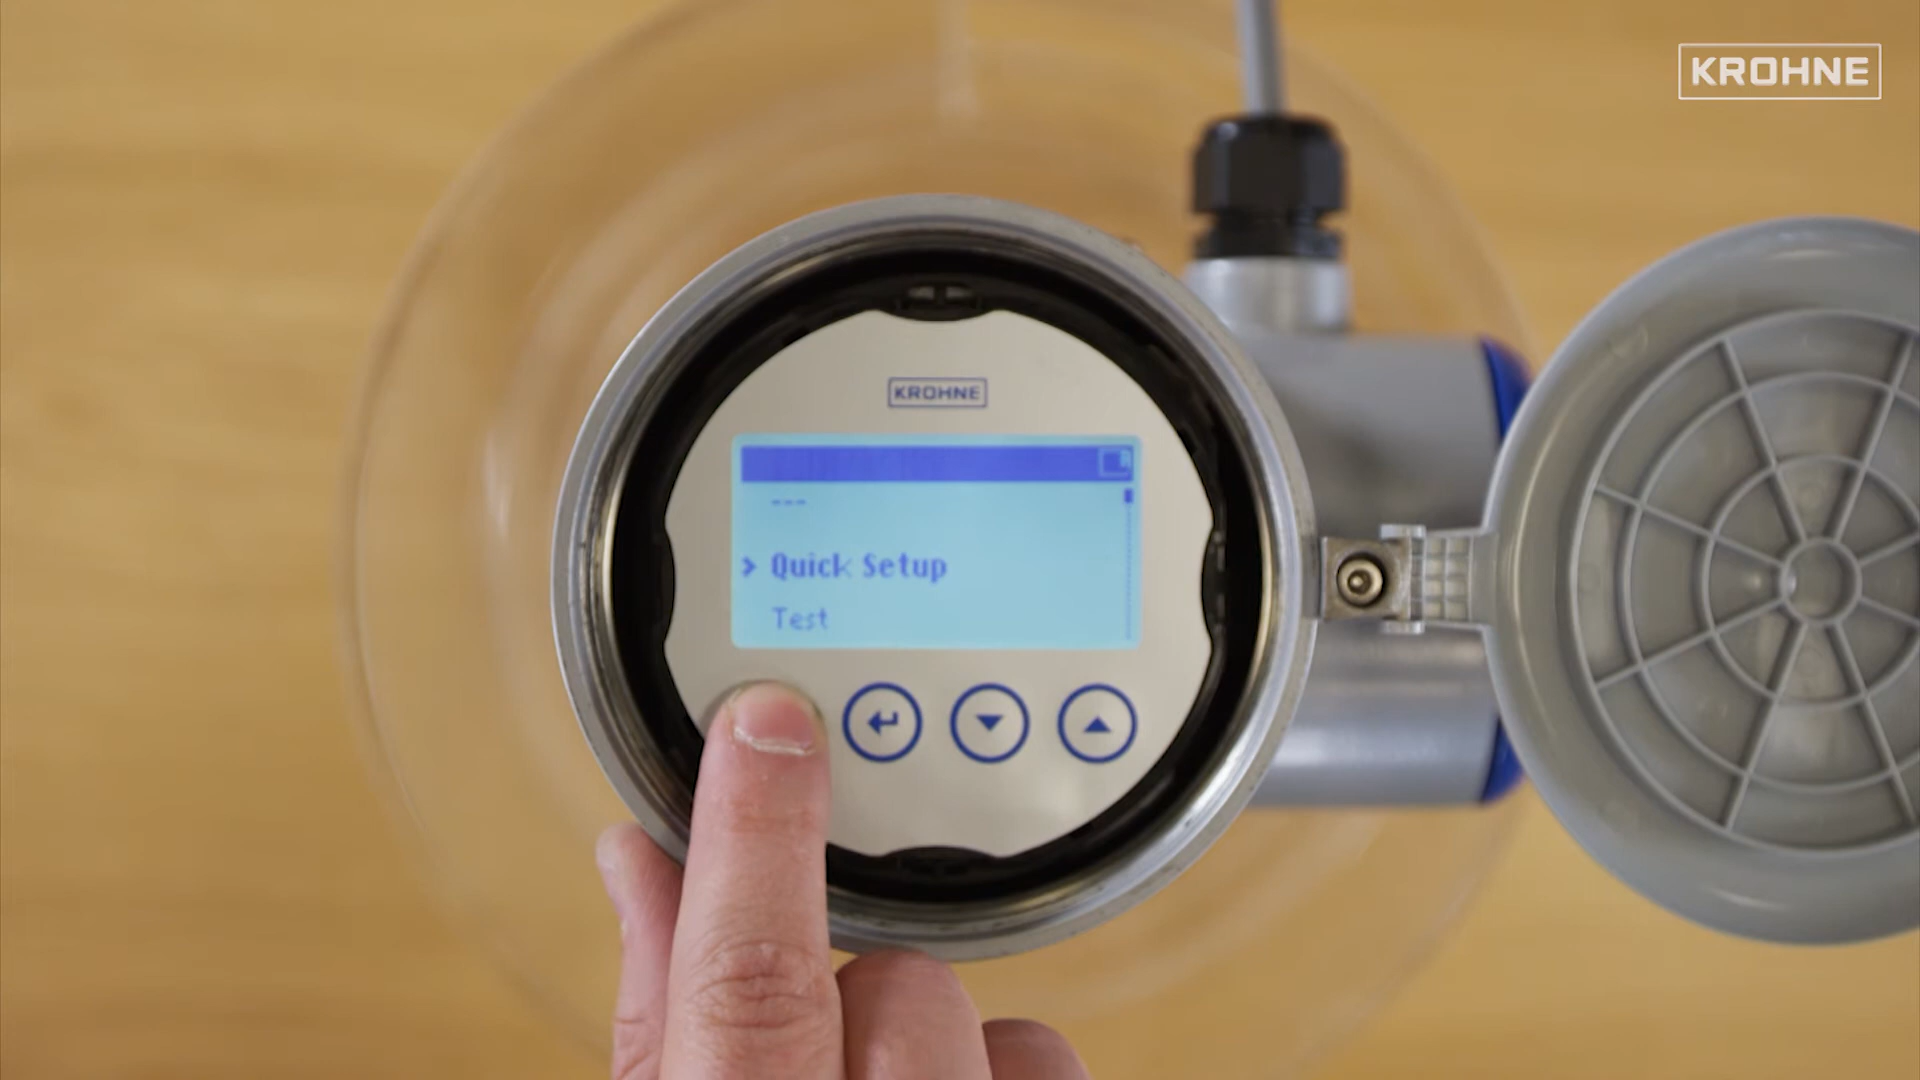 KROHNE
KROHNE
---
> Quick Setup
Test